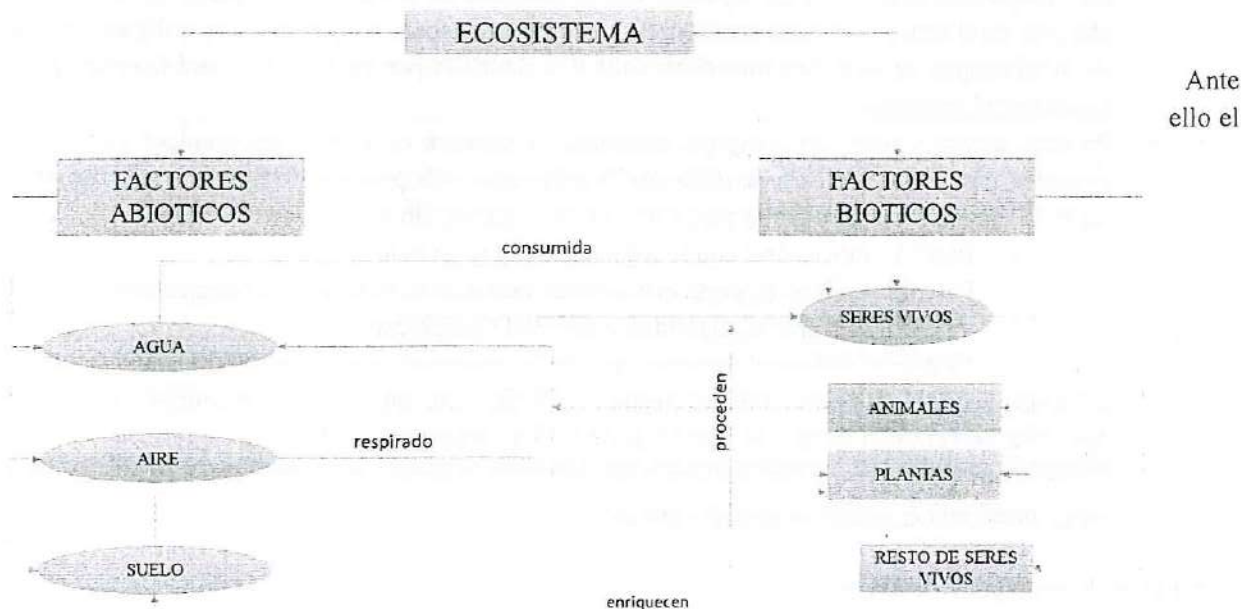 ECOSISTEMA
Ante
ello el
FACTORES
ABIOTICOS
FACTORES
BIOTICOS
consumida
SERES VIVOS
AGUA
proceden
ANIMALES
respirado
AIRE
PLANTAS
SUELO
RESTO DE SERES
VIVOS
enriquecen